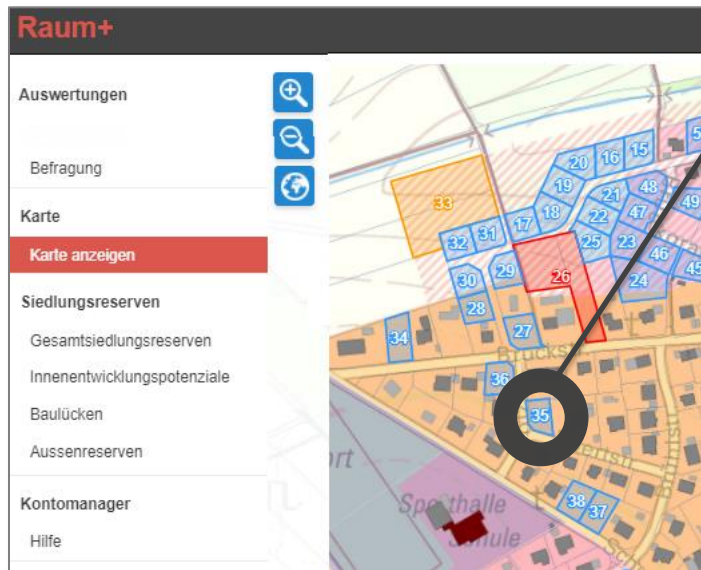 Raum+
Auswertungen
Befragung
Karte
Karte anzeigen
Siedlungsreserven
Gesamtsiedlungsreserven
Innenentwicklungspotenziale
Baulücken
Aussenreserven
Kontomanager
Hilfe
20 16 15
33 19 21 48
49
17 18 22 47
32 31 25 23
46
30 29 26 24 45
28
34 27
36
35
38 37